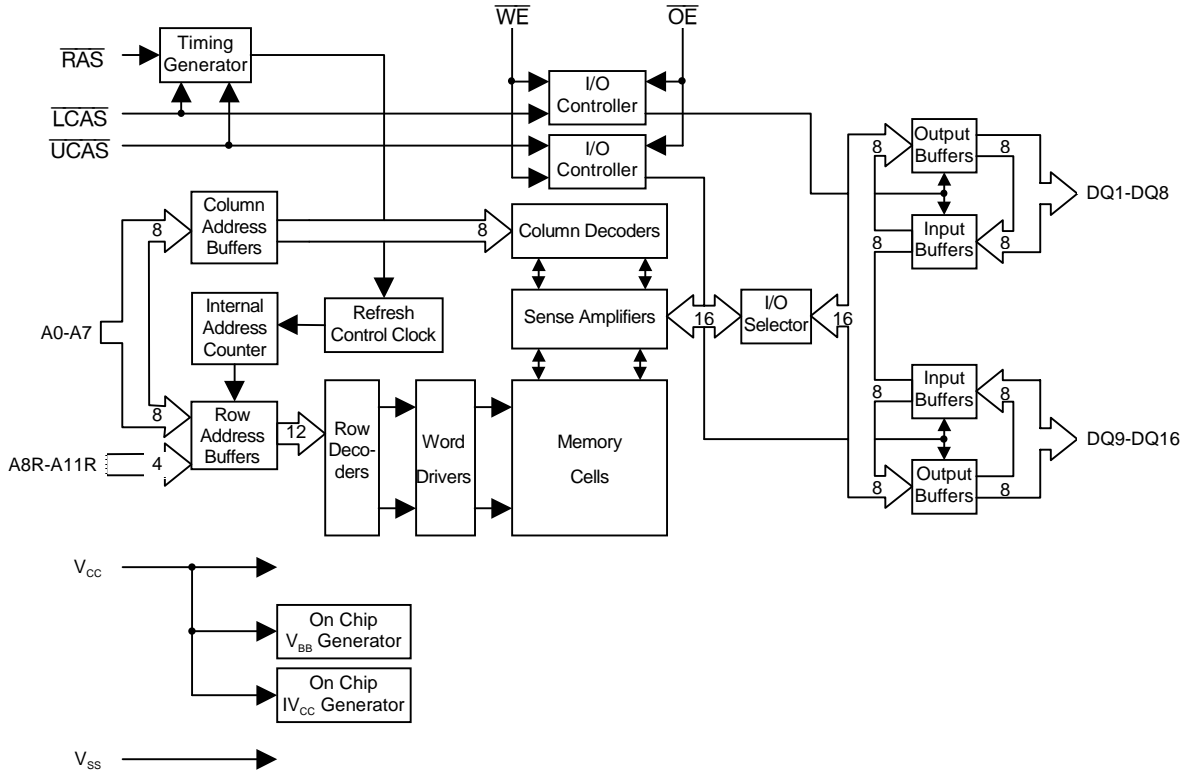 WE
OE
RAS
Timing
Generator
I/O
Controller
LCAS
UCAS
I/O
Controller
8
Output
Buffers
8
Column
Address
Buffers
8
8
Column Decoders
DQ1-DQ8
8
Input
Buffers
8
A0-A7
Internal
Address
Counter
Refresh
Control Clock
Sense Amplifiers
16
I/O
Selector
16
8
Row
Address
Buffers
12
Row
Deco-
ders
Word
Drivers
Memory
Cells
8
Input
Buffers
8
A8R-A11R
4
DQ9-DQ16
8
Output
Buffers
8
VCC
On Chip
VBB Generator
On Chip
IVCC Generator
VSS